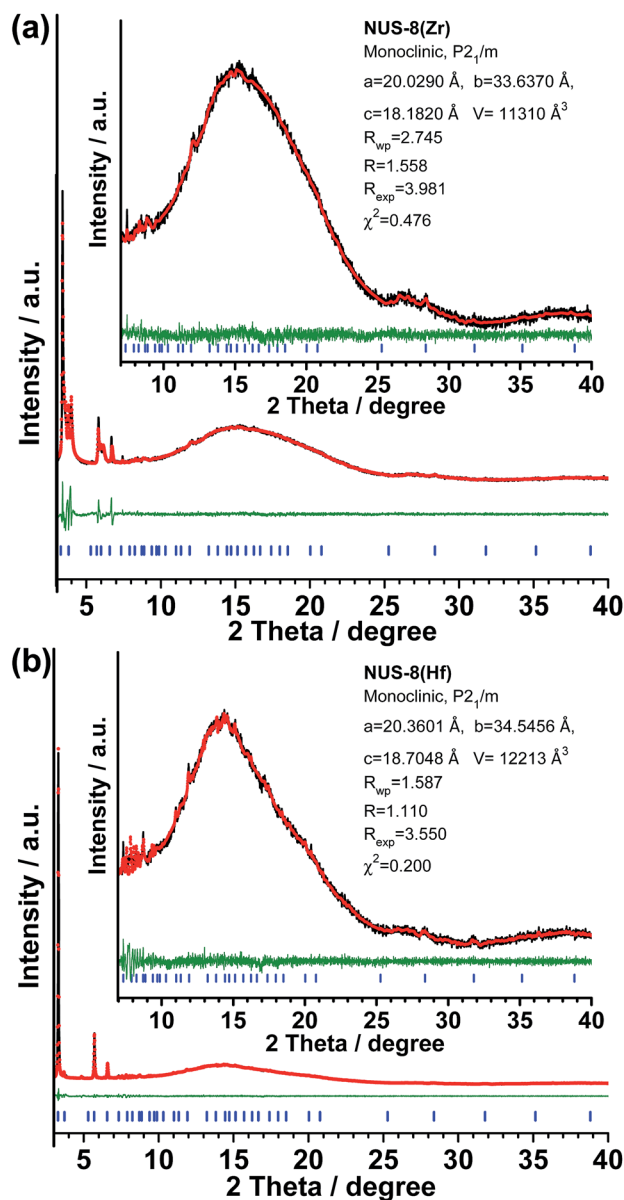 (a)
NUS-8(Zr)
Monoclinic, P2₁/m
a=20.0290 Å, b=33.6370 Å,
c=18.1820 Å V= 11310 Å³
R_wp=2.745
R=1.558
R_exp=3.981
χ²=0.476
Intensity / a.u.
10 15 20 25 30 35 40
2 Theta / degree
Intensity / a.u.
5 10 15 20 25 30 35 40
2 Theta / degree
(b)
NUS-8(Hf)
Monoclinic, P2₁/m
a=20.3601 Å, b=34.5456 Å,
c=18.7048 Å V= 12213 Å³
R_wp=1.587
R=1.110
R_exp=3.550
χ²=0.200
Intensity / a.u.
10 15 20 25 30 35 40
2 Theta / degree
Intensity / a.u.
10 15 20 25 30 35 40
2 Theta / degree